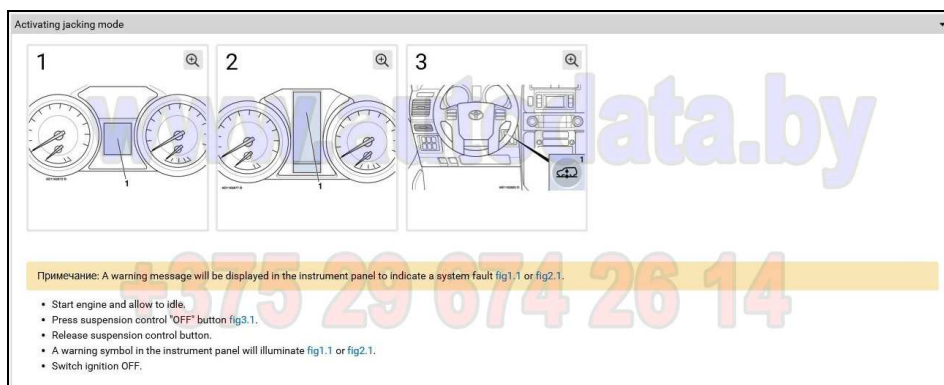 Activating jacking mode
1
2
3
1
1
1
Примечание: A warning message will be displayed in the instrument panel to indicate a system fault fig1.1 or fig2.1.
• Start engine and allow to idle.
• Press suspension control "OFF" button fig3.1.
• Release suspension control button.
• A warning symbol in the instrument panel will illuminate fig1.1 or fig2.1.
• Switch ignition OFF.
+375 29 674 26 14